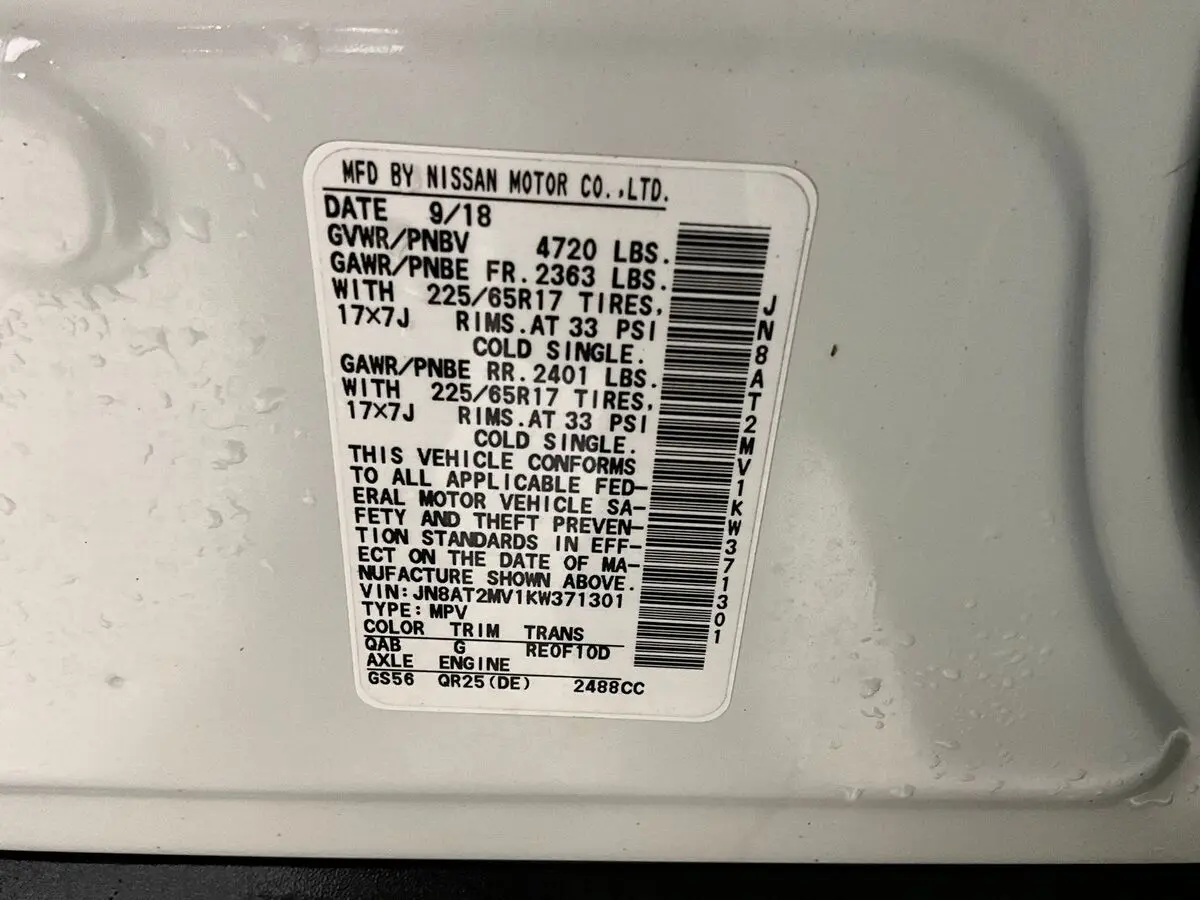 MFD BY NISSAN MOTOR CO.,LTD.
DATE 9/18
GVWR/PNBV 4720 LBS.
GAWR/PNBE FR. 2363 LBS.
WITH 225/65R17 TIRES,
17×7J RIMS. AT 33 PSI
COLD SINGLE.
GAWR/PNBE RR. 2401 LBS.
WITH 225/65R17 TIRES,
17×7J RIMS. AT 33 PSI
COLD SINGLE.
THIS VEHICLE CONFORMS
TO ALL APPLICABLE FED-
ERAL MOTOR VEHICLE SA-
FETY AND THEFT PREVEN-
TION STANDARDS IN EFF-
ECT ON THE DATE OF MA-
NUFACTURE SHOWN ABOVE.
VIN: JN8AT2MV1KW371301
TYPE: MPV
COLOR TRIM TRANS
QAB G RE0F10D
AXLE ENGINE
GS56 QR25(DE) 2488CC
JN8AT2MV1KW371301